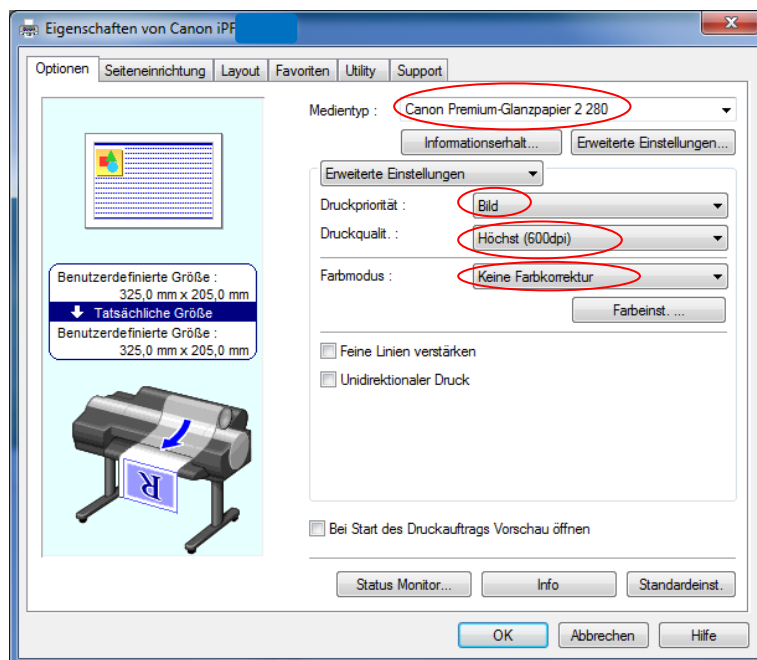 Eigenschaften von Canon iPF
Optionen Seiteneinrichtung Layout Favoriten Utility Support
Medientyp : Canon Premium-Glanzpapier 2 280
Informationserhalt... Erweiterte Einstellungen...
Erweiterte Einstellungen
Druckpriorität : Bild
Druckqualit. : Höchst (600dpi)
Farbmodus : Keine Farbkorrektur
Farbeinst. ...
Benutzerdefinierte Größe :
325,0 mm x 205,0 mm
Tatsächliche Größe
Benutzerdefinierte Größe :
325,0 mm x 205,0 mm
Feine Linien verstärken
Unidirektionaler Druck
R
Bei Start des Druckauftrags Vorschau öffnen
Status Monitor... Info Standardeinst.
OK Abbrechen Hilfe